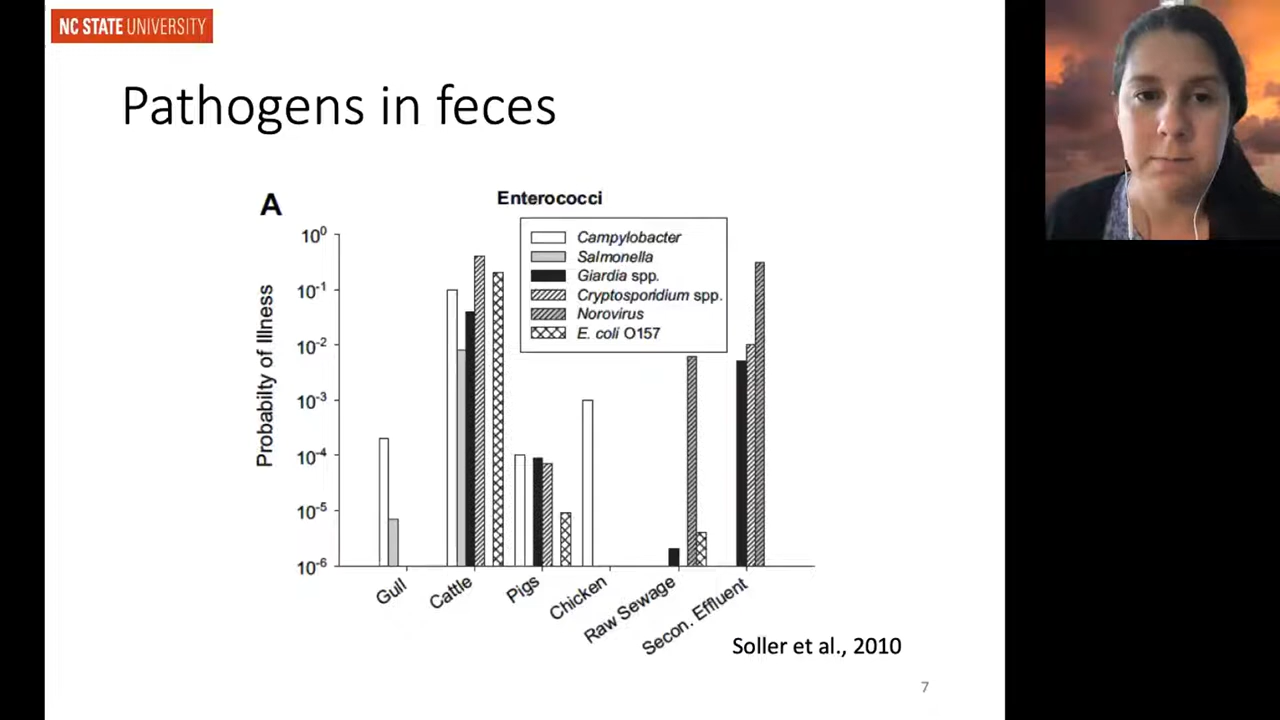 NC STATE UNIVERSITY
Pathogens in feces
A
Enterococci
Campylobacter
Salmonella
Giardia spp.
Cryptosporidium spp.
Norovirus
E. coli O157
Probabilty of Illness
10⁰
10⁻¹
10⁻²
10⁻³
10⁻⁴
10⁻⁵
10⁻⁶
Gull
Cattle
Pigs
Chicken
Raw Sewage
Secon. Effluent
Soller et al., 2010
7